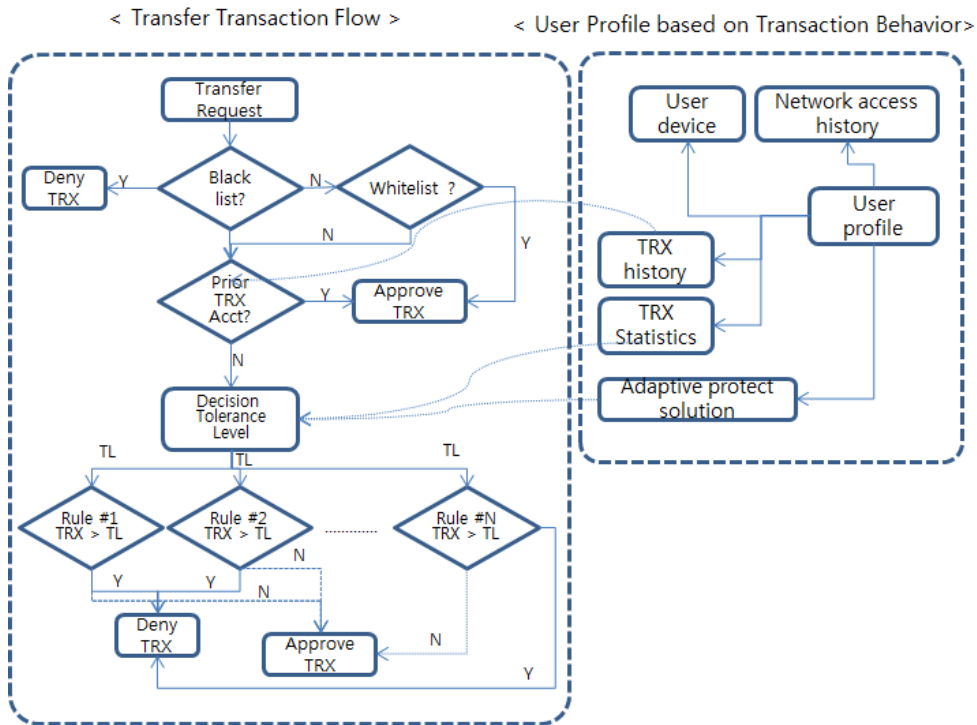 < Transfer Transaction Flow >
< User Profile based on Transaction Behavior>
Transfer
Request
Deny
TRX
Y
Black
list?
N
Whitelist ?
N
Y
Prior
TRX
Acct?
Y
Approve
TRX
N
Decision
Tolerance
Level
TL
TL
TL
Rule #1
TRX > TL
Rule #2
TRX > TL
........
Rule #N
TRX > TL
Y
Y
N
N
N
Y
Deny
TRX
Approve
TRX
User
device
Network access
history
User
profile
TRX
history
TRX
Statistics
Adaptive protect
solution